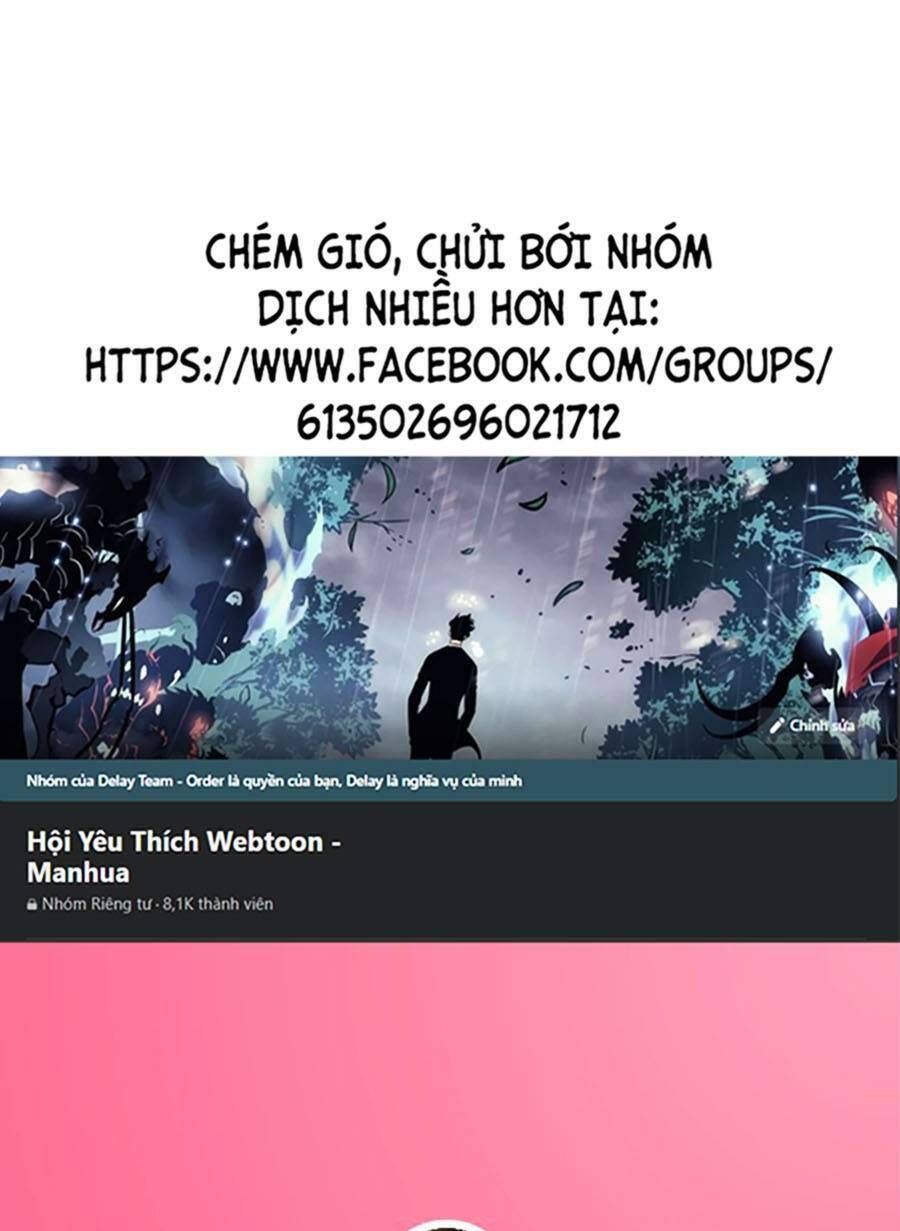 CHÉM GIÓ, CHỬI BỚI NHÓM
DỊCH NHIỀU HƠN TẠI:
HTTPS://WWW.FACEBOOK.COM/GROUPS/
613502696021712
Chỉnh sửa
Nhóm của Delay Team - Order là quyền của bạn, Delay là nghĩa vụ của mình
Hội Yêu Thích Webtoon -
Manhua
Nhóm Riêng tư · 8,1K thành viên